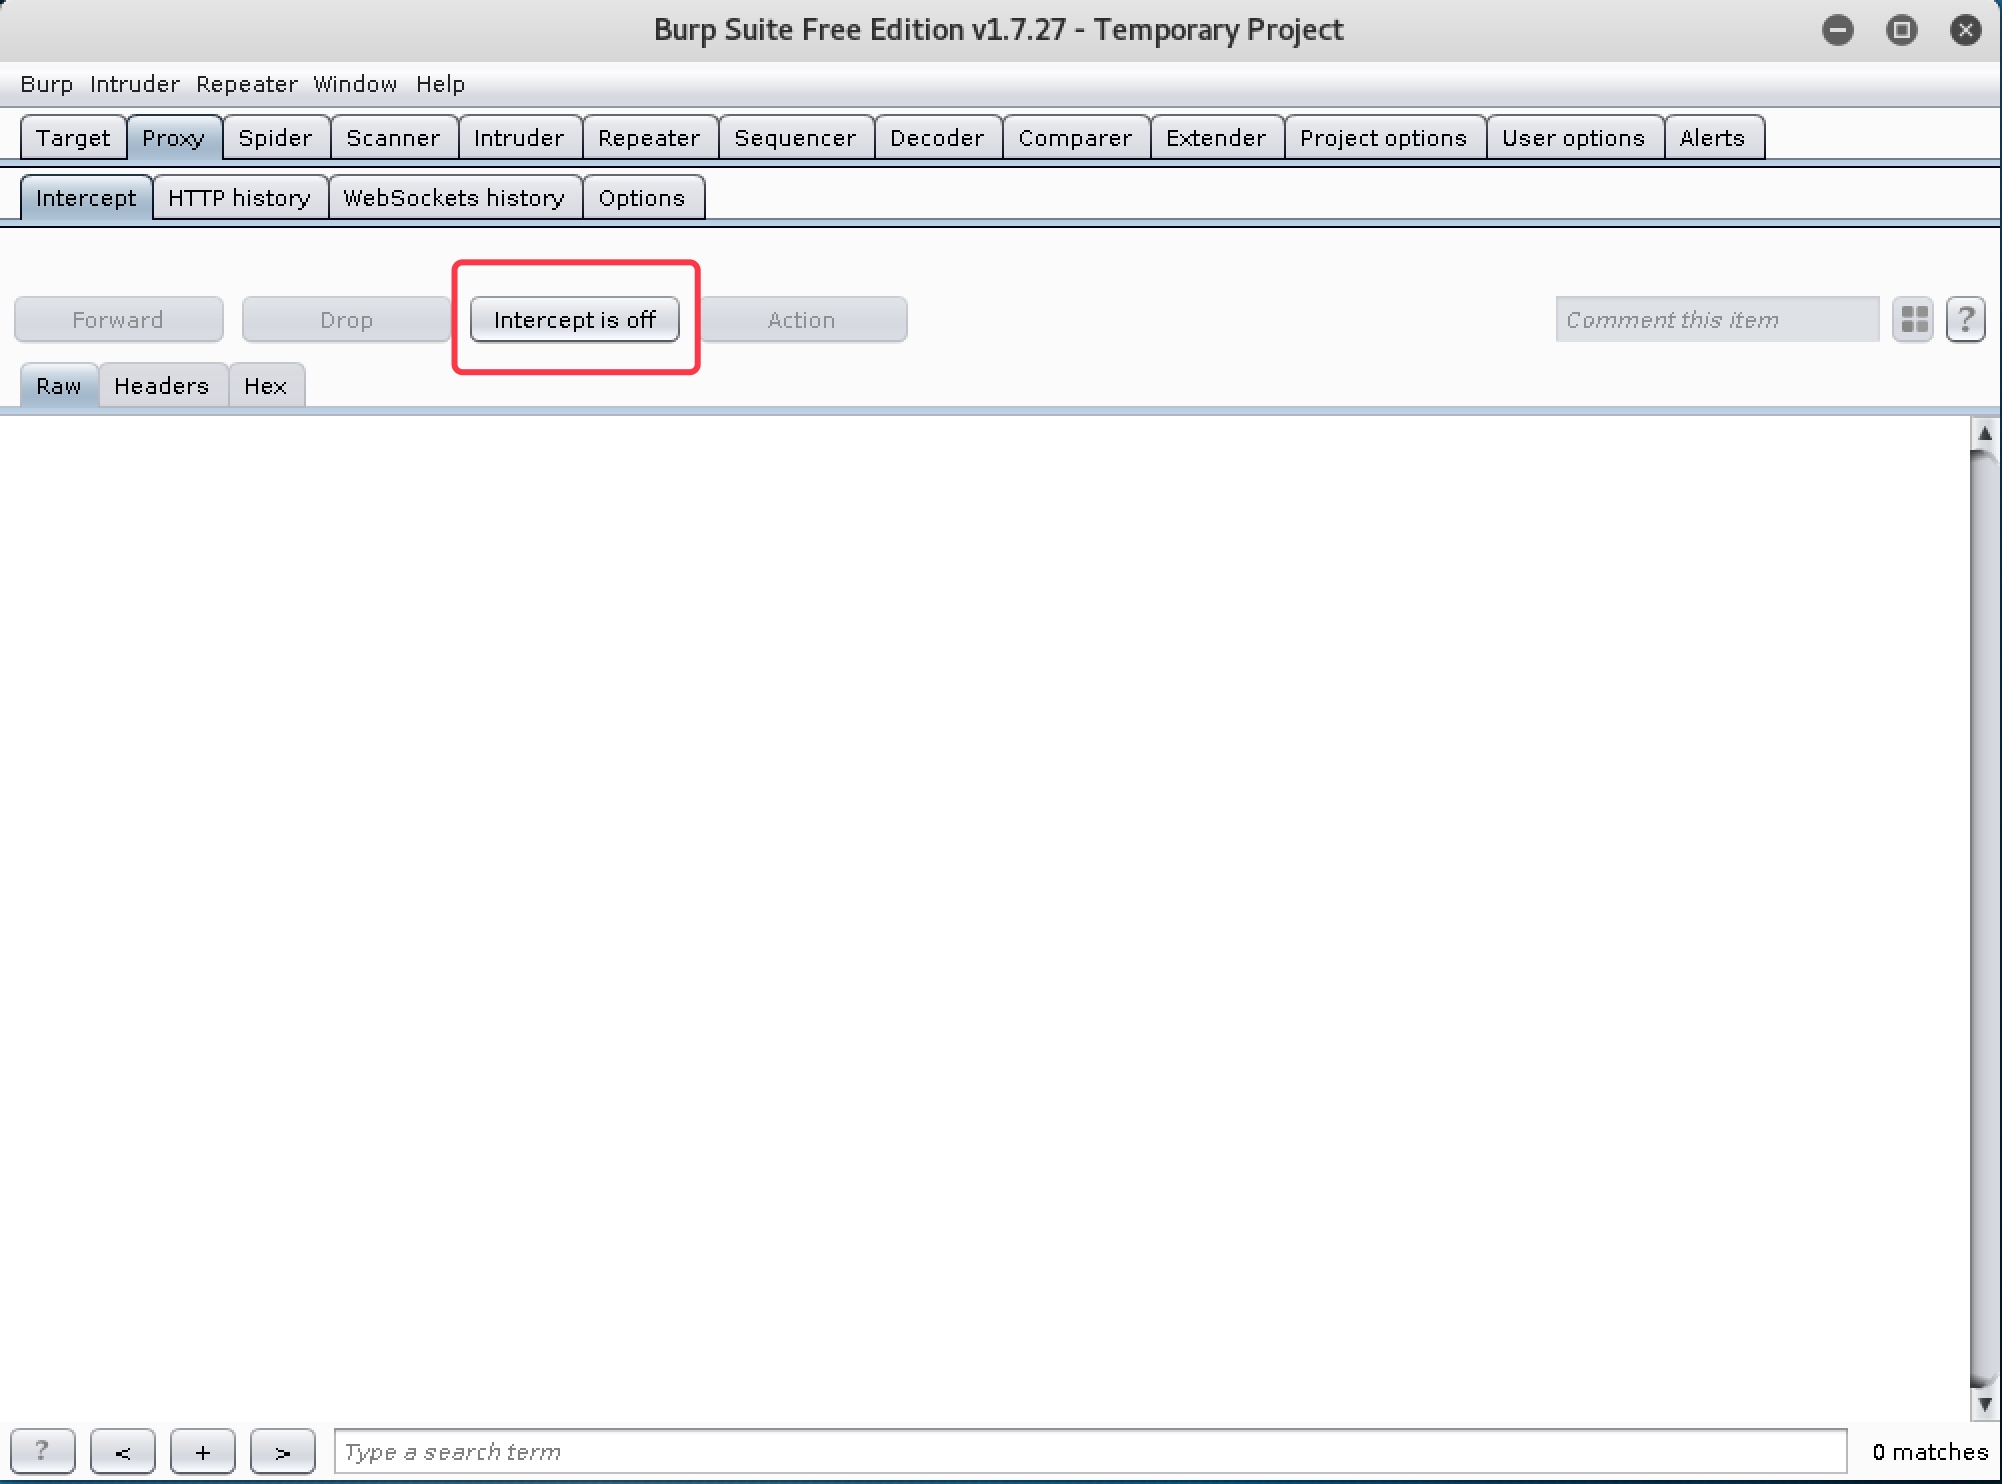 Burp Suite Free Edition v1.7.27 - Temporary Project
Burp Intruder Repeater Window Help
Target Proxy Spider Scanner Intruder Repeater Sequencer Decoder Comparer Extender Project options User options Alerts
Intercept HTTP history WebSockets history Options
Forward Drop Intercept is off Action Comment this item ?
Raw Headers Hex
? < + > Type a search term 0 matches